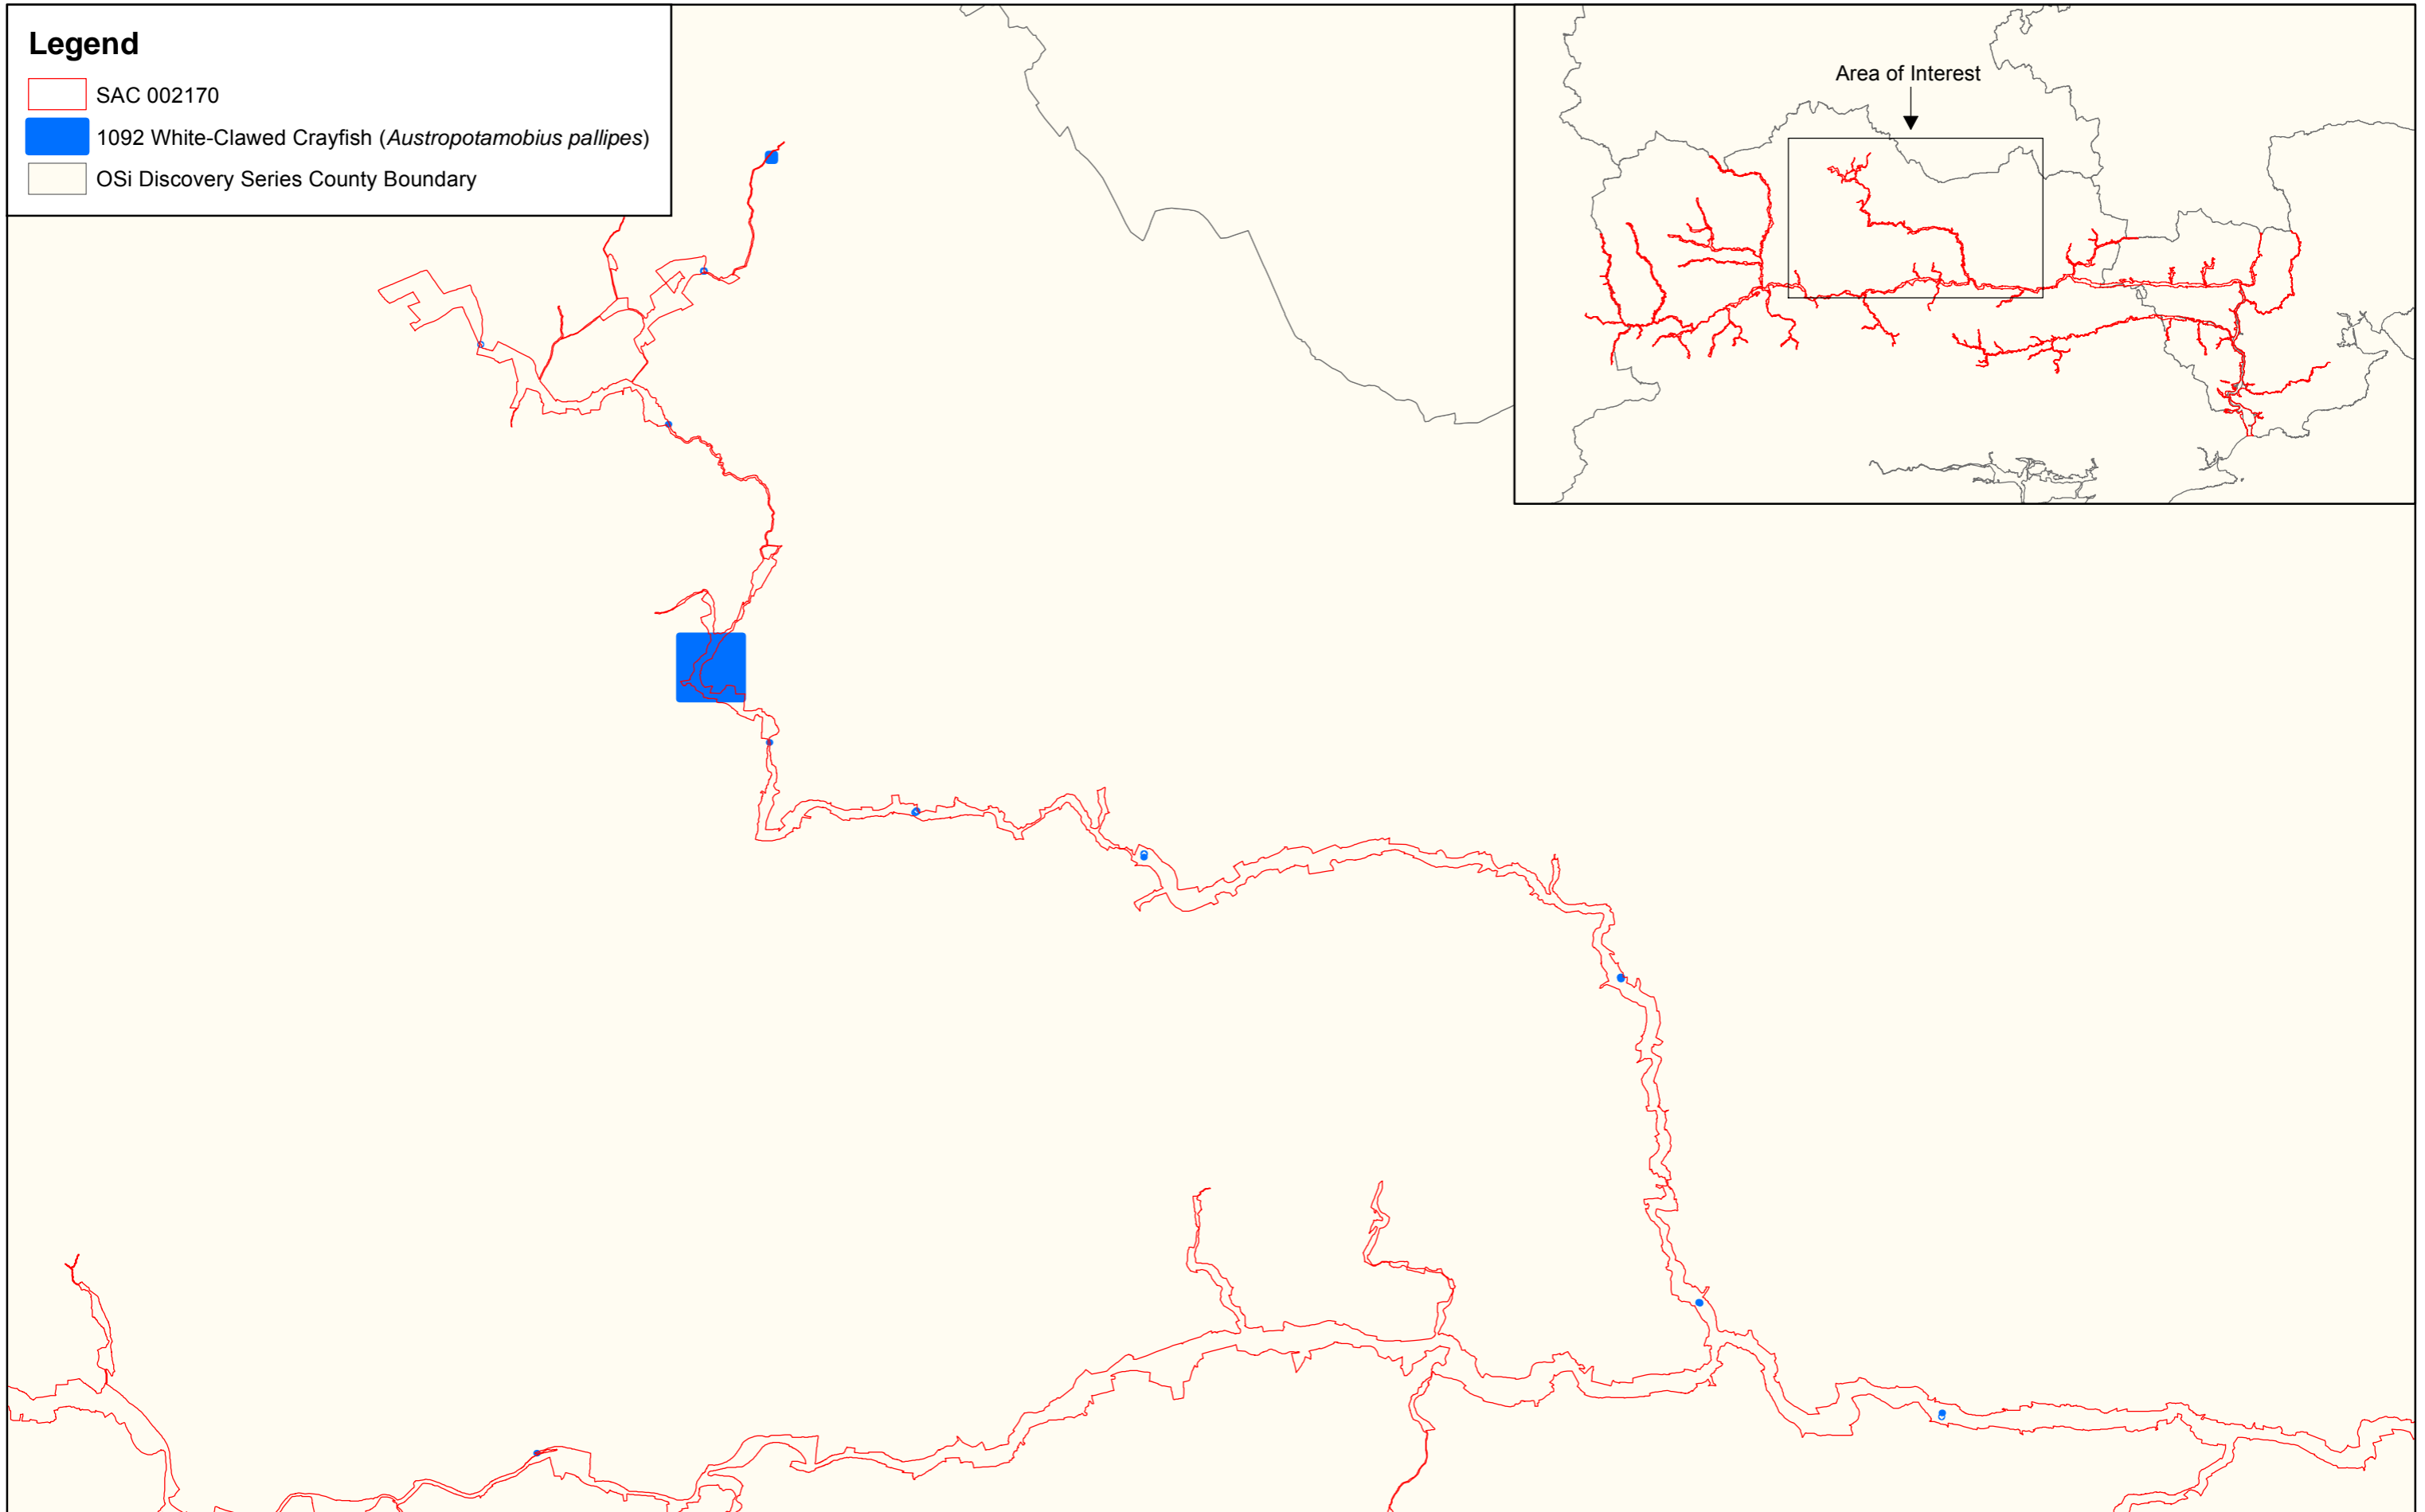 Legend
SAC 002170
1092 White-Clawed Crayfish (Austropotamobius pallipes)
OSi Discovery Series County Boundary
Area of Interest